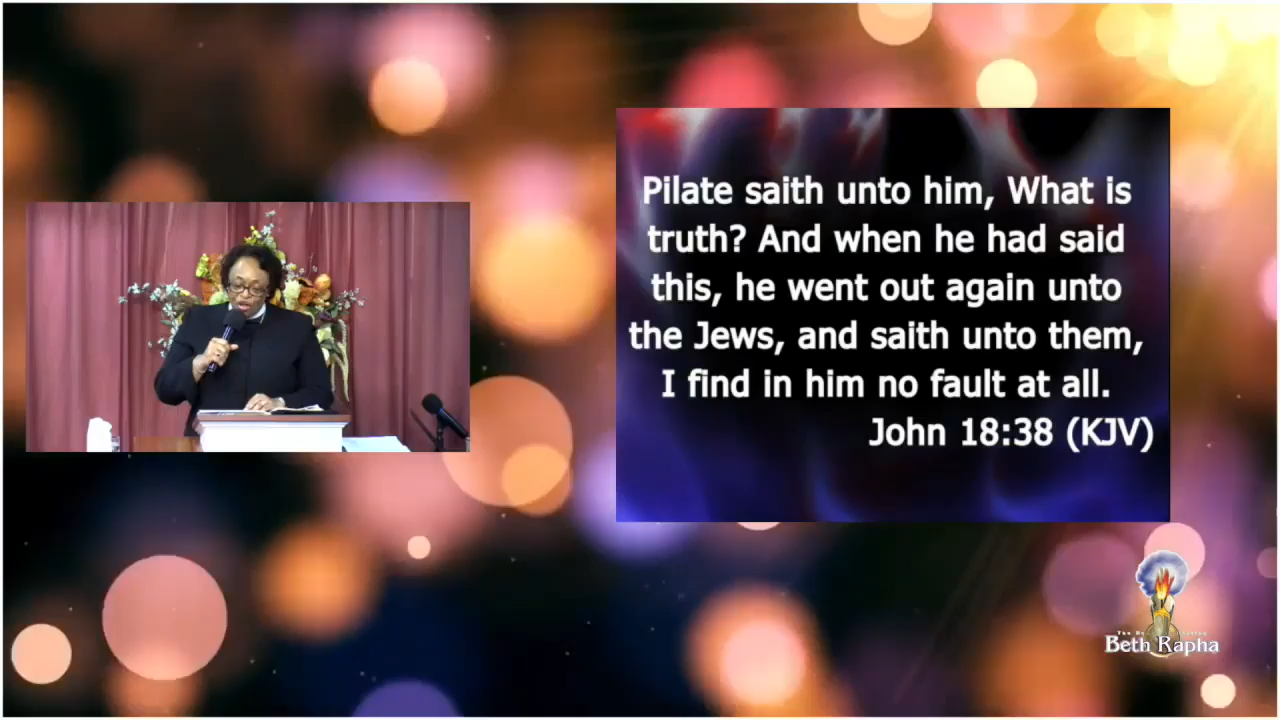 Pilate saith unto him, What is
truth? And when he had said
this, he went out again unto
the Jews, and saith unto them,
I find in him no fault at all.
John 18:38 (KJV)
Beth Rapha